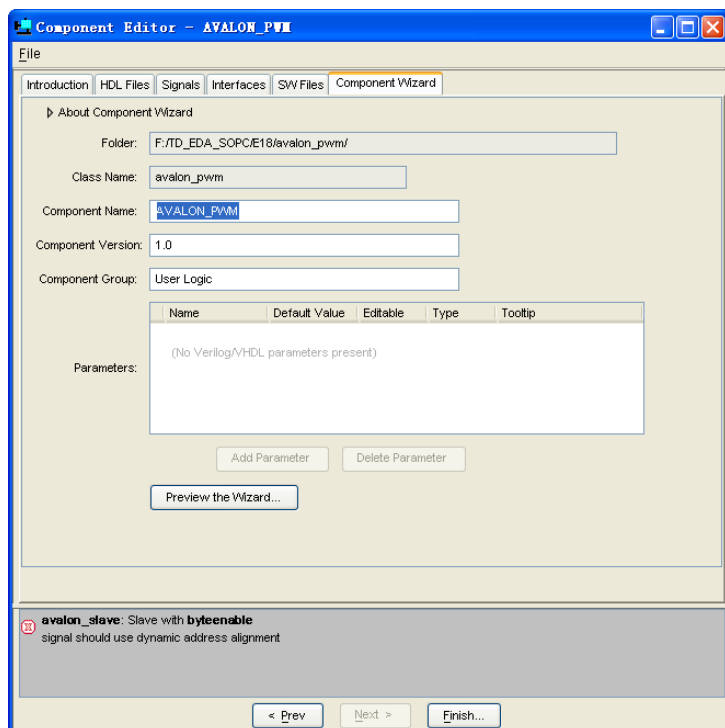 Component Editor - AVALON_PWM
File
Introduction HDL Files Signals Interfaces SW Files Component Wizard
About Component Wizard
Folder: F:/TD_EDA_SOPC/E18/avalon_pwm/
Class Name: avalon_pwm
Component Name: AVALON_PWM
Component Version: 1.0
Component Group: User Logic
Name Default Value Editable Type Tooltip
(No Verilog/VHDL parameters present)
Parameters:
Add Parameter Delete Parameter
Preview the Wizard...
avalon_slave: Slave with byteenable
signal should use dynamic address alignment
< Prev Next > Finish...